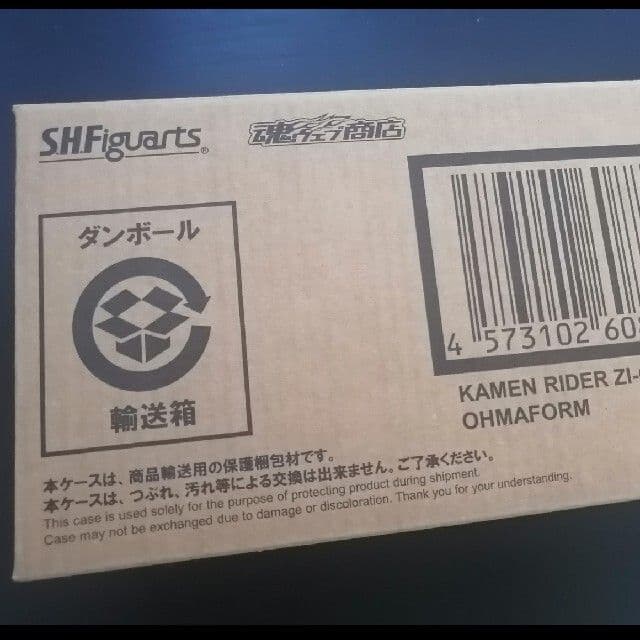 S.H.Figuarts®
魂ウェブ商店
ダンボール
輸送箱
4 573102 60
KAMEN RIDER ZI-
OHMAFORM
本ケースは、商品輸送用の保護梱包材です。
本ケースは、つぶれ、汚れ等による交換は出来ません。ご了承ください。
This case is used solely for the purpose of protecting product during shipment.
Case may not be exchanged due to damage or discoloration. Thank you for your understanding.